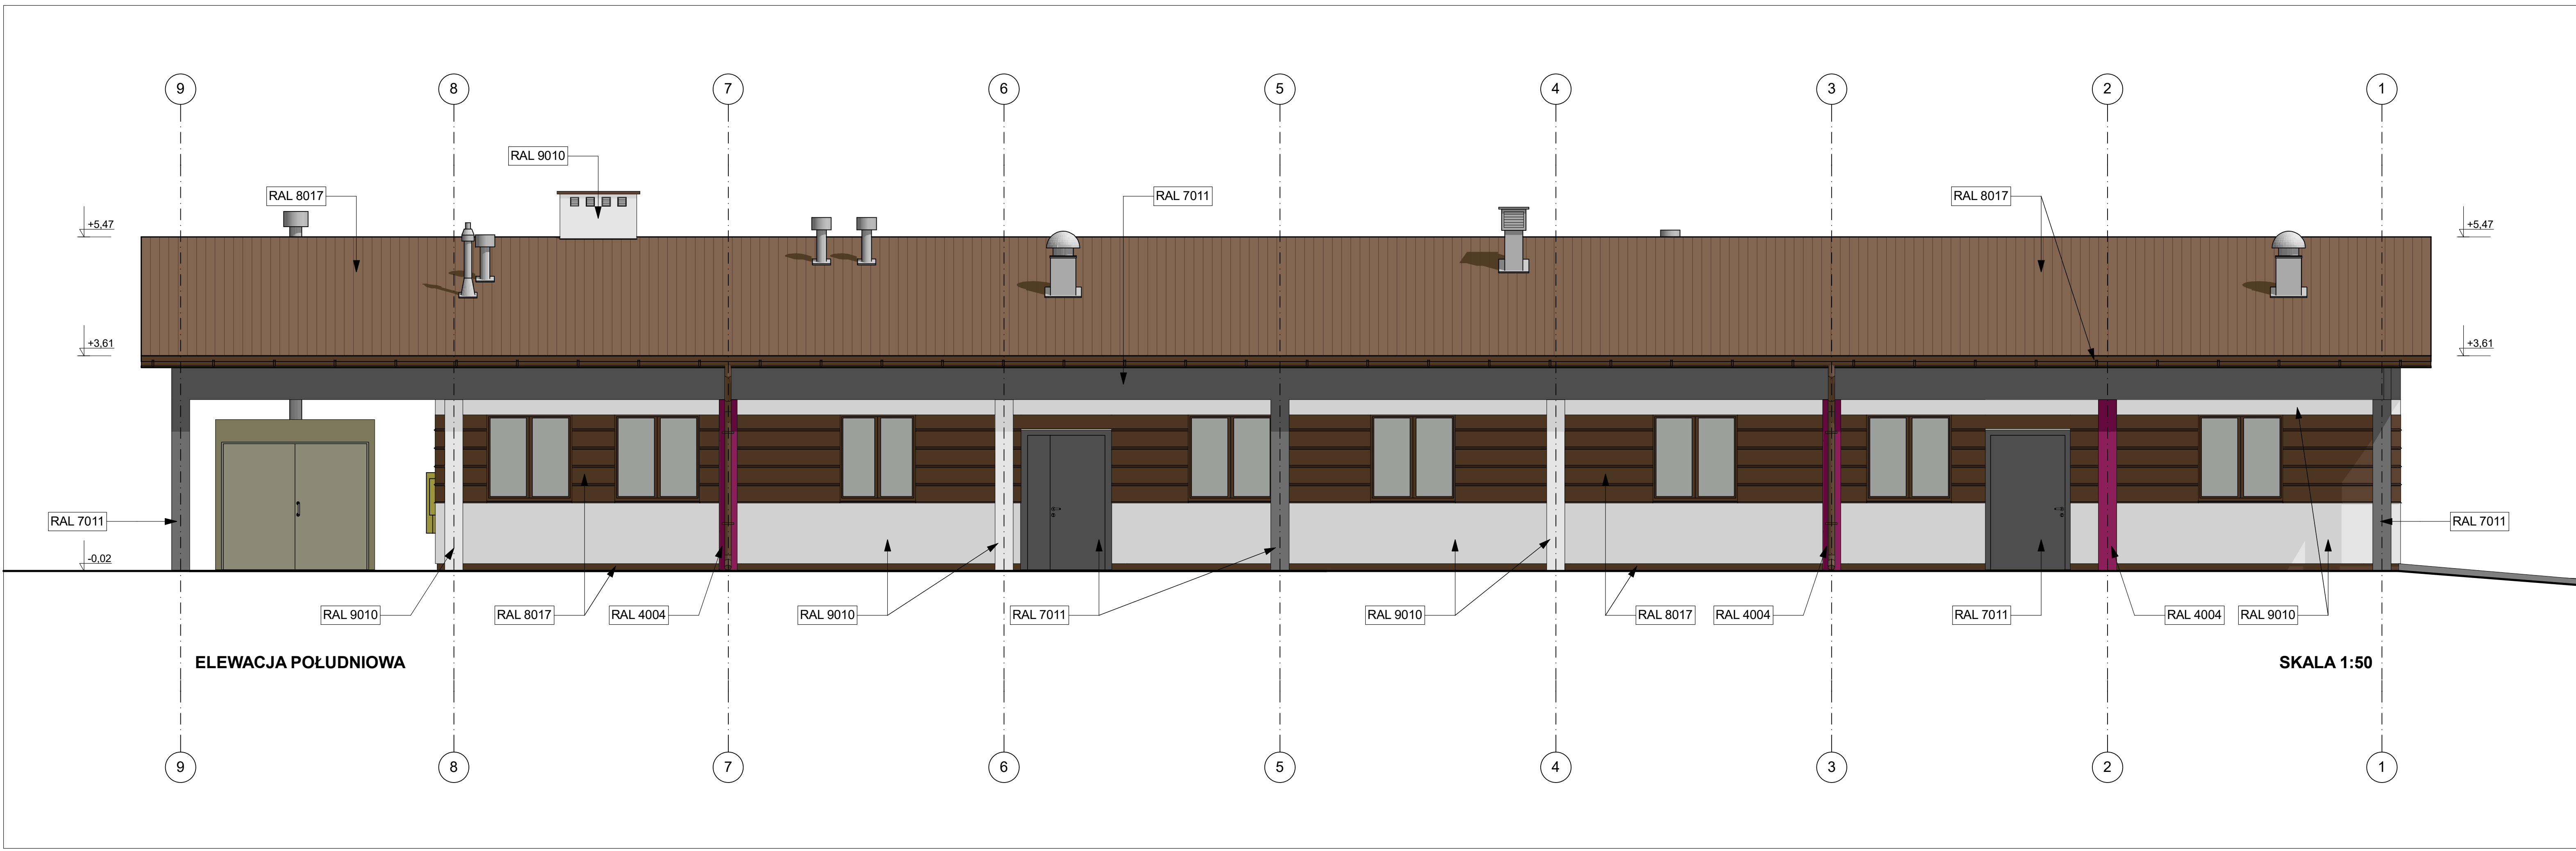 9 8 7 6 5 4 3 2 1
RAL 9010
RAL 8017 RAL 7011 RAL 8017
+5,47 +5,47
+3,61 +3,61
RAL 7011 RAL 7011
-0,02
RAL 9010 RAL 8017 RAL 4004 RAL 9010 RAL 7011 RAL 9010 RAL 8017 RAL 4004 RAL 7011 RAL 4004 RAL 9010
ELEWACJA POŁUDNIOWA SKALA 1:50
9 8 7 6 5 4 3 2 1